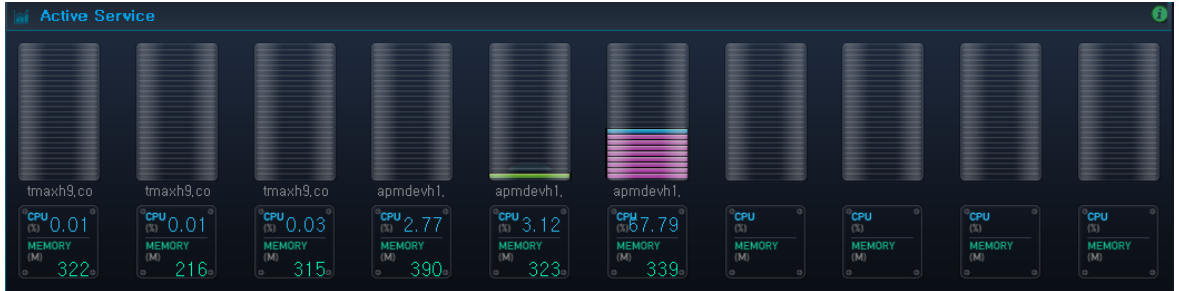 Active Service
i
tmaxh9,co tmaxh9,co tmaxh9,co apmdevh1, apmdevh1, apmdevh1,
CPU 0.01 CPU 0.01 CPU 0.03 CPU 2.77 CPU 3.12 CPU 67.79 CPU CPU CPU CPU
(%) (%) (%) (%) (%) (%) (%) (%) (%) (%)
MEMORY MEMORY MEMORY MEMORY MEMORY MEMORY MEMORY MEMORY MEMORY MEMORY
(M) (M) (M) (M) (M) (M) (M) (M) (M) (M)
322 216 315 390 323 339